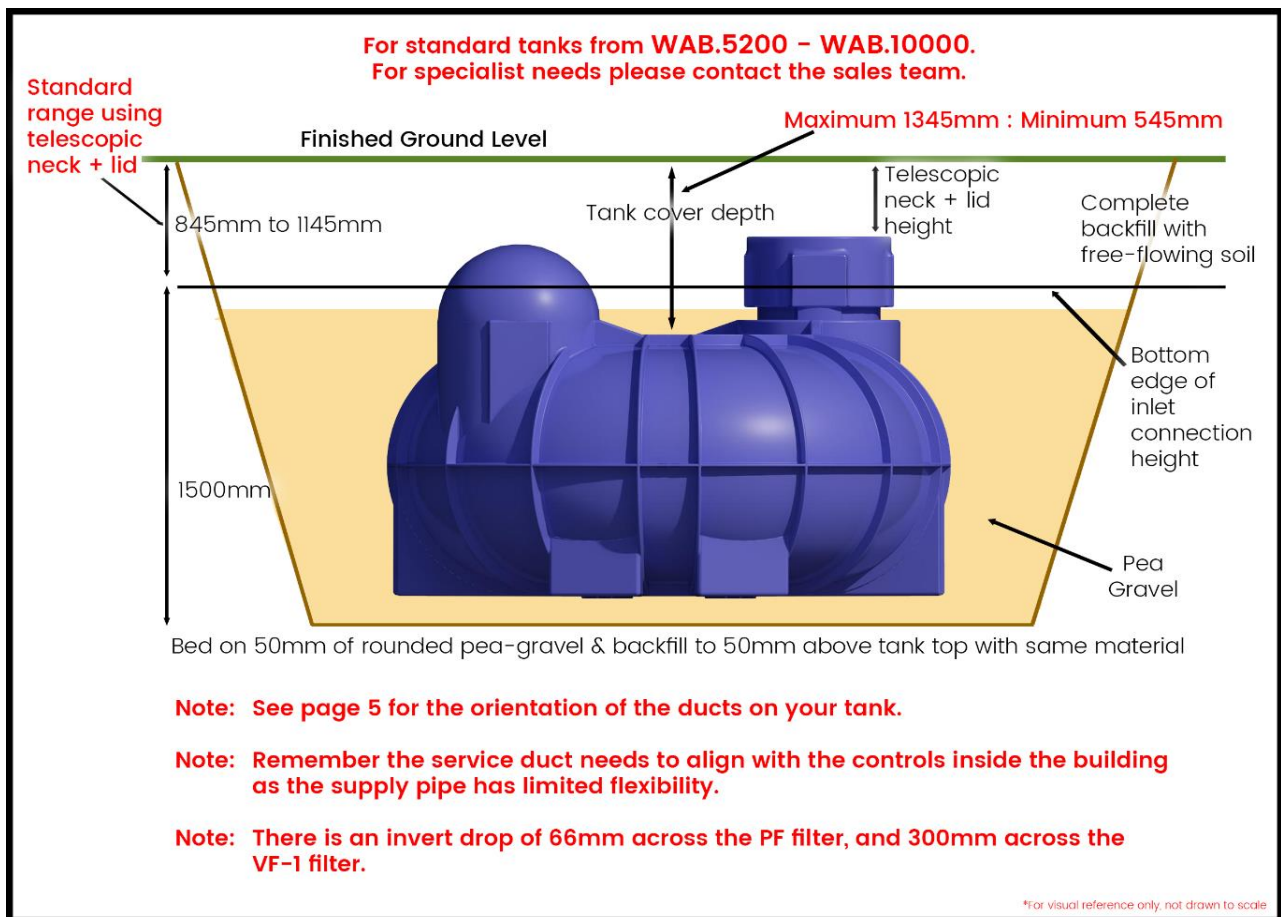 For standard tanks from WAB.5200 - WAB.10000.
For specialist needs please contact the sales team.
Standard
range using
telescopic
neck + lid
Maximum 1345mm : Minimum 545mm
Finished Ground Level
845mm to 1145mm
Tank cover depth
Telescopic
neck + lid
height
Complete
backfill with
free-flowing soil
Bottom
edge of
inlet
connection
height
1500mm
Pea
Gravel
Bed on 50mm of rounded pea-gravel & backfill to 50mm above tank top with same material
Note: See page 5 for the orientation of the ducts on your tank.
Note: Remember the service duct needs to align with the controls inside the building
as the supply pipe has limited flexibility.
Note: There is an invert drop of 66mm across the PF filter, and 300mm across the
VF-1 filter.
*For visual reference only, not drawn to scale